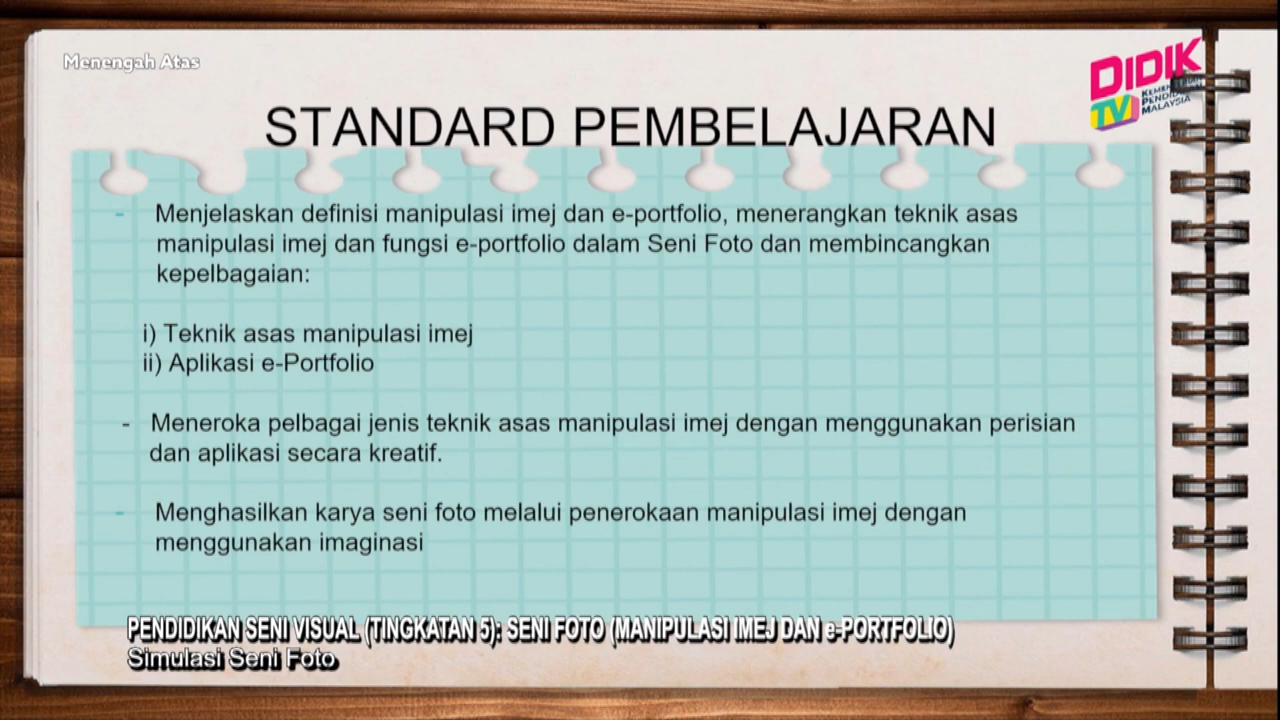 Menengah Atas
DIDIK
TV
KEMENTERIAN
PENDIDIKAN
MALAYSIA
STANDARD PEMBELAJARAN
- Menjelaskan definisi manipulasi imej dan e-portfolio, menerangkan teknik asas
manipulasi imej dan fungsi e-portfolio dalam Seni Foto dan membincangkan
kepelbagaian:
i) Teknik asas manipulasi imej
ii) Aplikasi e-Portfolio
- Meneroka pelbagai jenis teknik asas manipulasi imej dengan menggunakan perisian
dan aplikasi secara kreatif.
- Menghasilkan karya seni foto melalui penerokaan manipulasi imej dengan
menggunakan imaginasi
PENDIDIKAN SENI VISUAL (TINGKATAN 5): SENI FOTO (MANIPULASI IMEJ DAN e-PORTFOLIO)
Simulasi Seni Foto